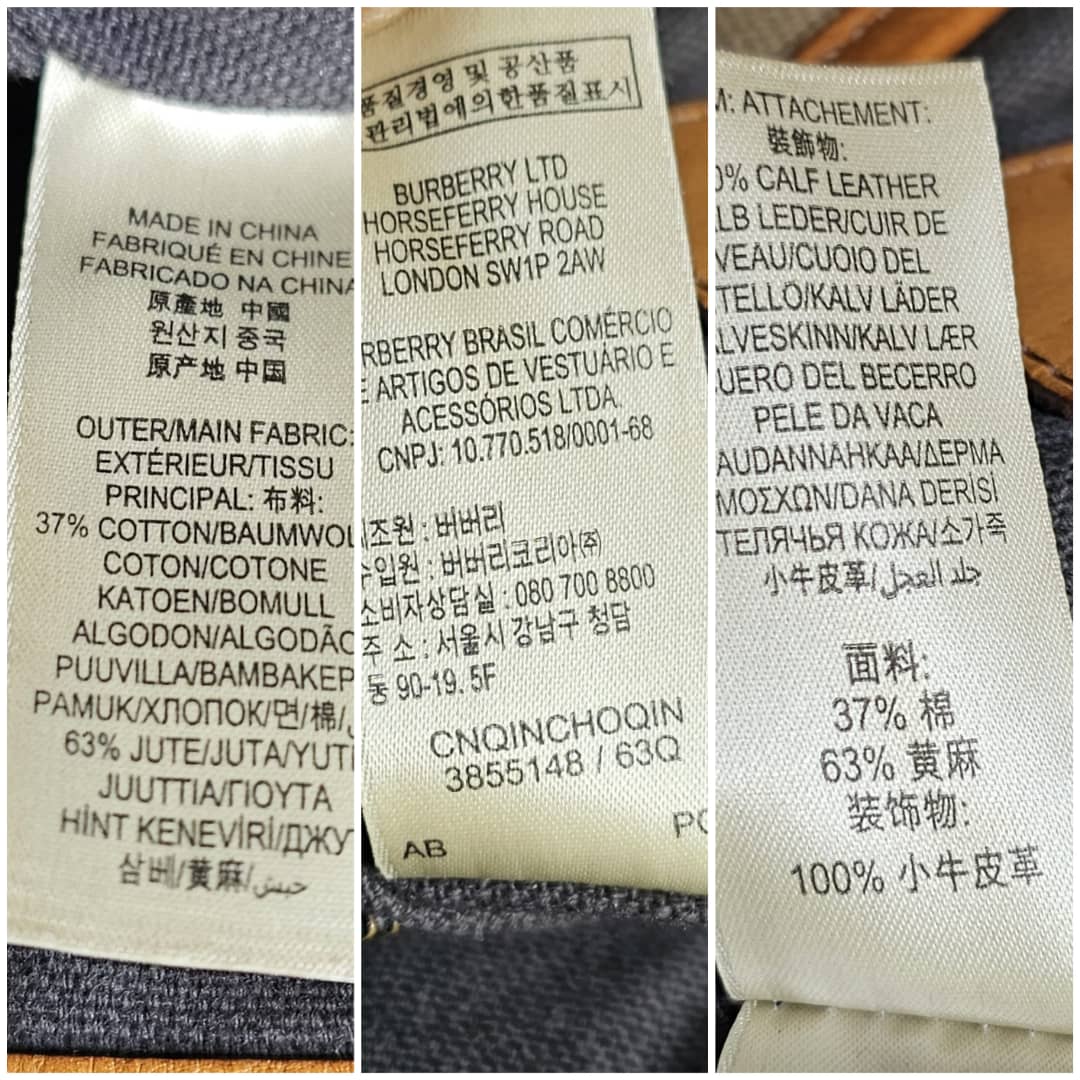 MADE IN CHINA
FABRIQUÉ EN CHINE
FABRICADO NA CHINA
原產地 中國
원산지 중국
原产地 中国
OUTER/MAIN FABRIC:
EXTÉRIEUR/TISSU
PRINCIPAL: 布料:
37% COTTON/BAUMWOL
COTON/COTONE
KATOEN/BOMULL
ALGODON/ALGODÃO
PUUVILLA/BAMBAKEP
PAMUK/ХЛОПОК/면/棉/
63% JUTE/JUTA/YUTE
JUUTTIA/ΓΙΟΥΤΑ
HİNT KENEVİRİ/ДЖУ
삼베/黄麻/
품질경영 및 공산품
관리법에의한품질표시
BURBERRY LTD
HORSEFERRY HOUSE
HORSEFERRY ROAD
LONDON SW1P 2AW
RBERRY BRASIL COMÉRCIO
E ARTIGOS DE VESTUÁRIO E
ACESSÓRIOS LTDA
CNPJ: 10.770.518/0001-68
제조원 : 버버리
수입원 : 버버리코리아(주)
소비자상담실 : 080 700 8800
주 소 : 서울시 강남구 청담
동 90-19. 5F
CNQINCHOQIN
3855148 / 63Q
AB
PO
M: ATTACHEMENT:
裝飾物:
0% CALF LEATHER
LB LEDER/CUIR DE
VEAU/CUOIO DEL
TELLO/KALV LÄDER
LVESKINN/KALV LÆR
UERO DEL BECERRO
PELE DA VACA
AUDANNAHKAA/ΔΕΡΜΑ
ΜΟΣΧΩΝ/DANA DERİSİ
ТЕЛЯЧЬЯ КОЖА/소가죽
小牛皮革/جلد العجل
面料:
37% 棉
63% 黄麻
装饰物:
100% 小牛皮革